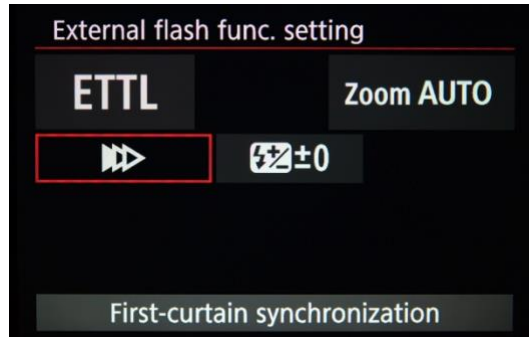 External flash func. setting
ETTL
Zoom AUTO
±0
First-curtain synchronization